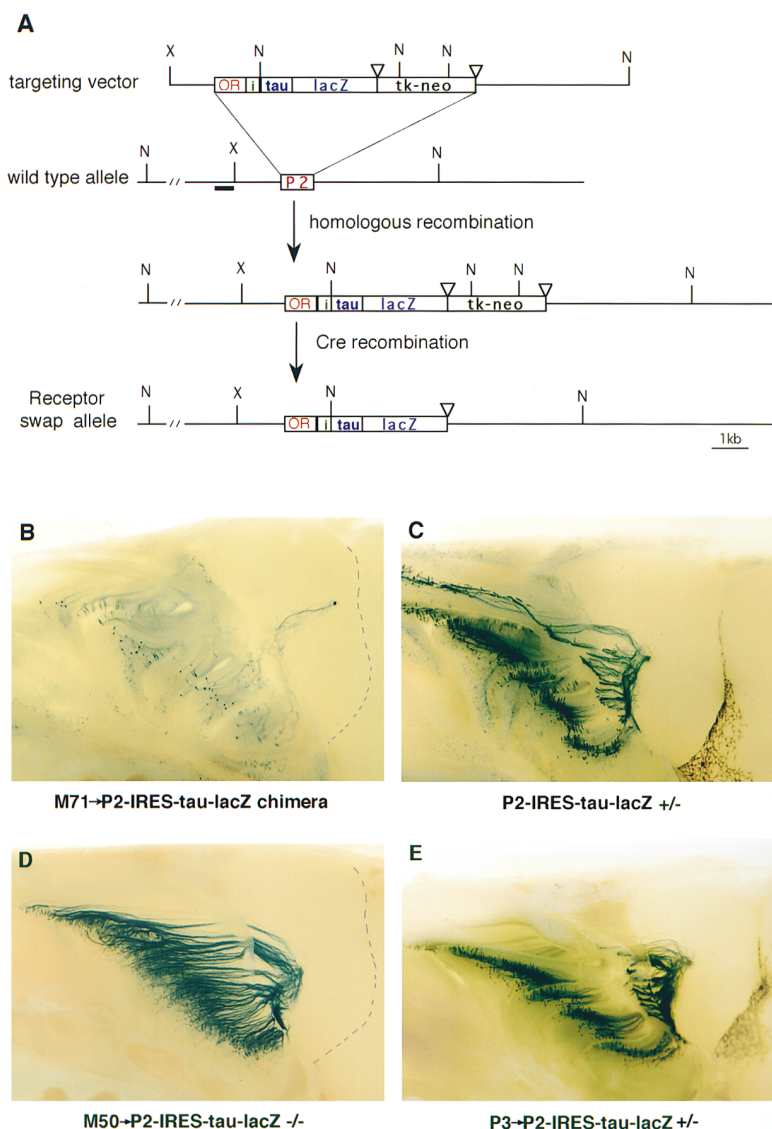 A
X N N N N
targeting vector OR i tau lacZ tk-neo
N X N
wild type allele // P2
homologous recombination
N X N N N N
// OR i tau lacZ tk-neo
Cre recombination
N X N N
Receptor
swap allele // OR i tau lacZ
1kb
B C
M71→P2-IRES-tau-lacZ chimera P2-IRES-tau-lacZ +/-
D E
M50→P2-IRES-tau-lacZ -/- P3→P2-IRES-tau-lacZ +/-